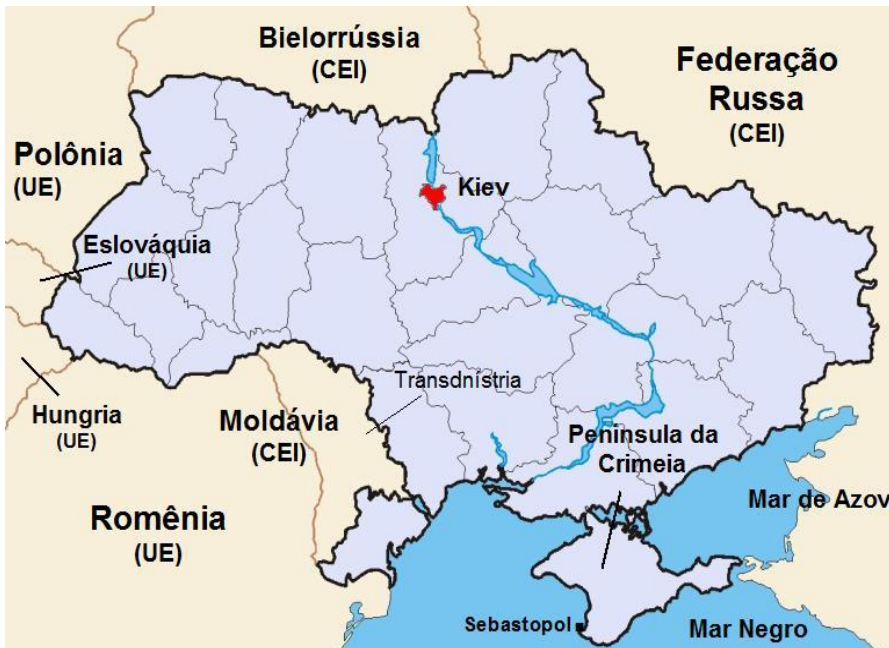 Bielorrússia
(CEI)
Federação
Russa
(CEI)
Polônia
(UE)
Kiev
Eslováquia
(UE)
Transdnístria
Hungria
(UE)
Moldávia
(CEI)
Península da
Crimeia
Mar de Azov
Romênia
(UE)
Sebastopol
Mar Negro